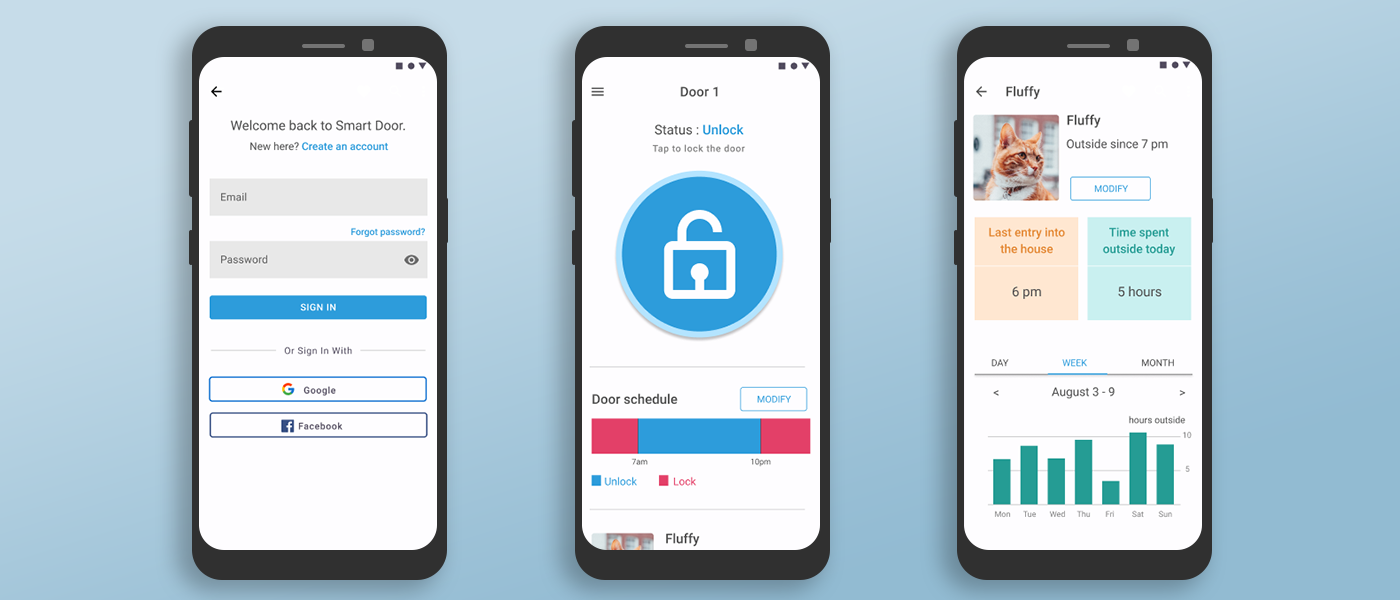 Welcome back to Smart Door.
New here? Create an account
Email
Forgot password?
Password
SIGN IN
Or Sign In With
Google
Facebook
Door 1
Status : Unlock
Tap to lock the door
Door schedule
MODIFY
7am 10pm
Unlock Lock
Fluffy
Fluffy
Fluffy
Outside since 7 pm
MODIFY
Last entry into
the house
6 pm
Time spent
outside today
5 hours
DAY WEEK MONTH
< August 3 - 9 >
hours outside
10
5
Mon Tue Wed Thu Fri Sat Sun